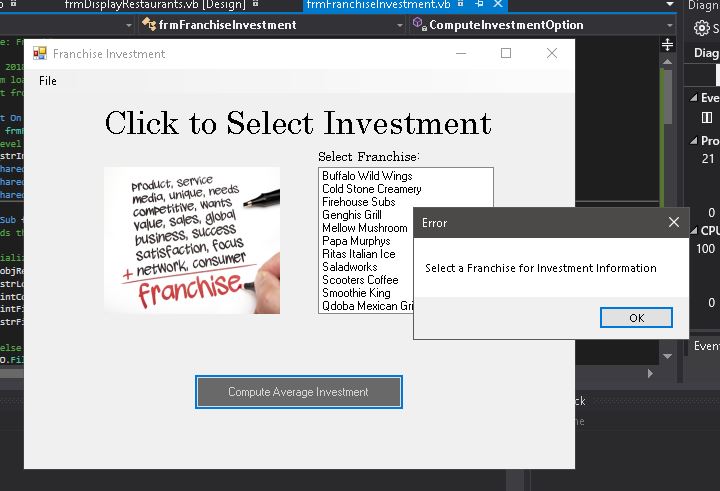 frmDisplayRestaurants.vb [Design]
frmFranchiseInvestment.vb
Diagn
frmFranchiseInvestment
ComputeInvestmentOption
Franchise Investment
Diag
File
Click to Select Investment
Select Franchise:
Buffalo Wild Wings
Cold Stone Creamery
Firehouse Subs
Genghis Grill
Mellow Mushroom
Papa Murphys
Ritas Italian Ice
Saladworks
Scooters Coffee
Smoothie King
Qdoba Mexican Gri
product, service
media, unique, needs
competitive, wants
value, sales, global
business, success
satisfaction, focus
+ network, consumer
franchise
Error
Select a Franchise for Investment Information
OK
Compute Average Investment
Eve
Pro
21
0
CPU
100
0
Event